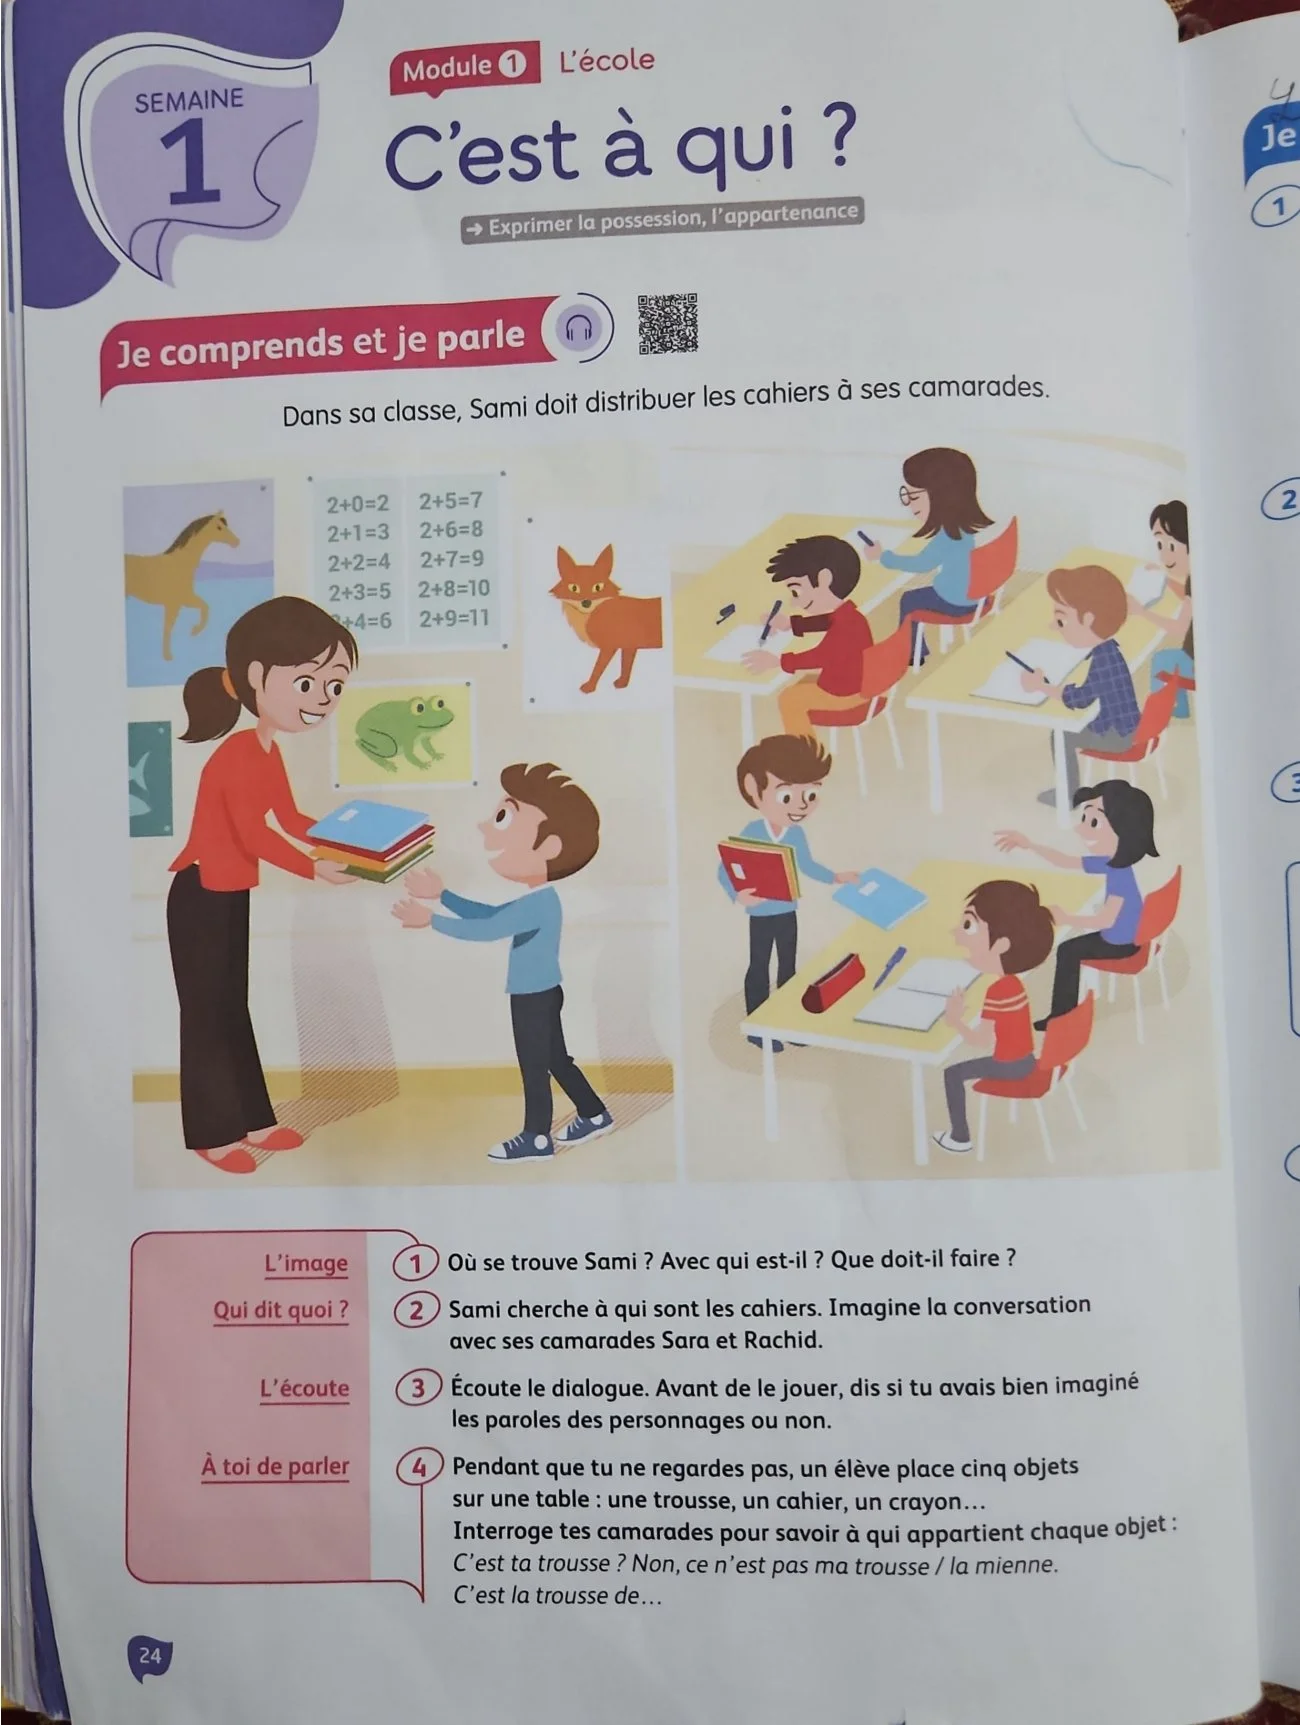 SEMAINE
1
Module 1 L'école
C'est à qui ?
→ Exprimer la possession, l'appartenance
Je comprends et je parle
Dans sa classe, Sami doit distribuer les cahiers à ses camarades.
2+0=2 2+5=7
2+1=3 2+6=8
2+2=4 2+7=9
2+3=5 2+8=10
+4=6 2+9=11
L'image
1 Où se trouve Sami ? Avec qui est-il ? Que doit-il faire ?
Qui dit quoi ?
2 Sami cherche à qui sont les cahiers. Imagine la conversation
avec ses camarades Sara et Rachid.
L'écoute
3 Écoute le dialogue. Avant de le jouer, dis si tu avais bien imaginé
les paroles des personnages ou non.
À toi de parler
4 Pendant que tu ne regardes pas, un élève place cinq objets
sur une table : une trousse, un cahier, un crayon...
Interroge tes camarades pour savoir à qui appartient chaque objet :
C'est ta trousse ? Non, ce n'est pas ma trousse / la mienne.
C'est la trousse de...
24
Je
1
2
3